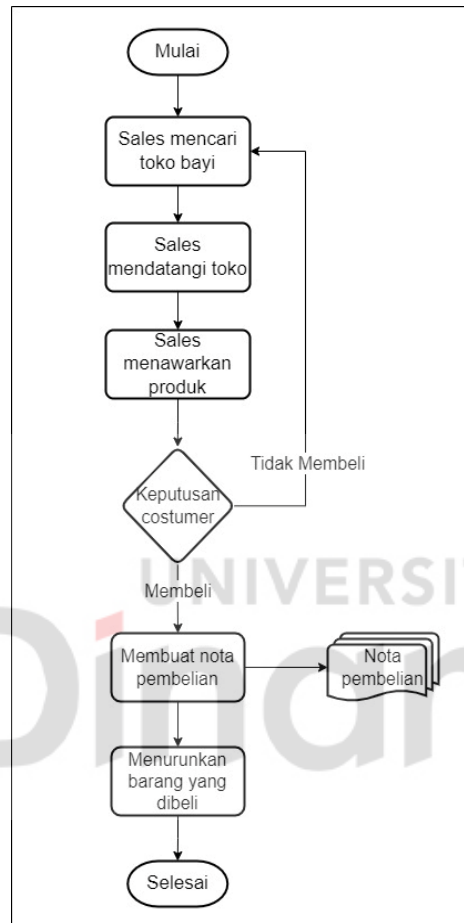 Mulai
Sales mencari
toko bayi
Sales
mendatangi toko
Sales
menawarkan
produk
Tidak Membeli
Keputusan
costumer
Membeli
UNIVERSI
Dinar
Membuat nota
pembelian
Nota
pembelian
Menurunkan
barang yang
dibeli
Selesai